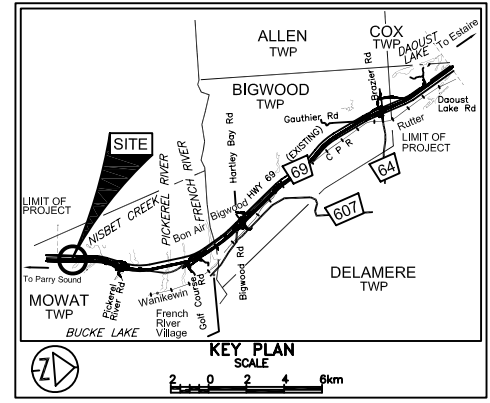 ALLEN
TWP
COX
TWP
DAOUST
LAKE
To Estaire
BIGWOOD
TWP
Brazier Rd
Gauthier Rd
Daoust
Lake Rd
Rutter
LIMIT OF
PROJECT
SITE
Hartley Bay Rd
(EXISTING)
HWY 69
69
C P R
64
607
LIMIT OF
PROJECT
NISBET CREEK
PICKEREL RIVER
FRENCH RIVER
Bon Air
Bigwood
Bigwood Rd
DELAMERE
TWP
To Parry Sound
MOWAT
TWP
Pickerel
River Rd
Wanikewin
Golf Course
Rd
French
River
Village
BUCKE LAKE
KEY PLAN
SCALE
Z
2 0 2 4 6km